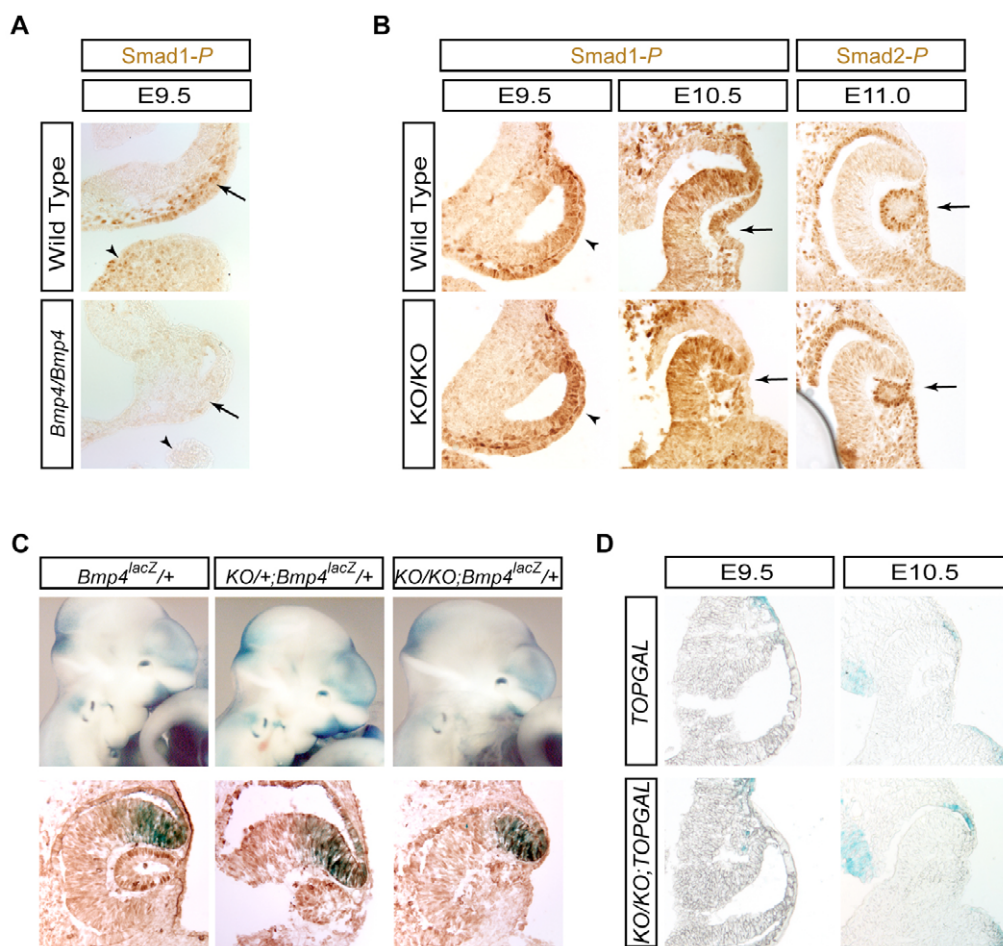 A
Smad1-P
E9.5
Wild Type
Bmp4/Bmp4
B
Smad1-P
Smad2-P
E9.5
E10.5
E11.0
Wild Type
KO/KO
C
Bmp4lacZ/+
KO/+;Bmp4lacZ/+
KO/KO;Bmp4lacZ/+
D
E9.5
E10.5
TOPGAL
KO/KO;TOPGAL